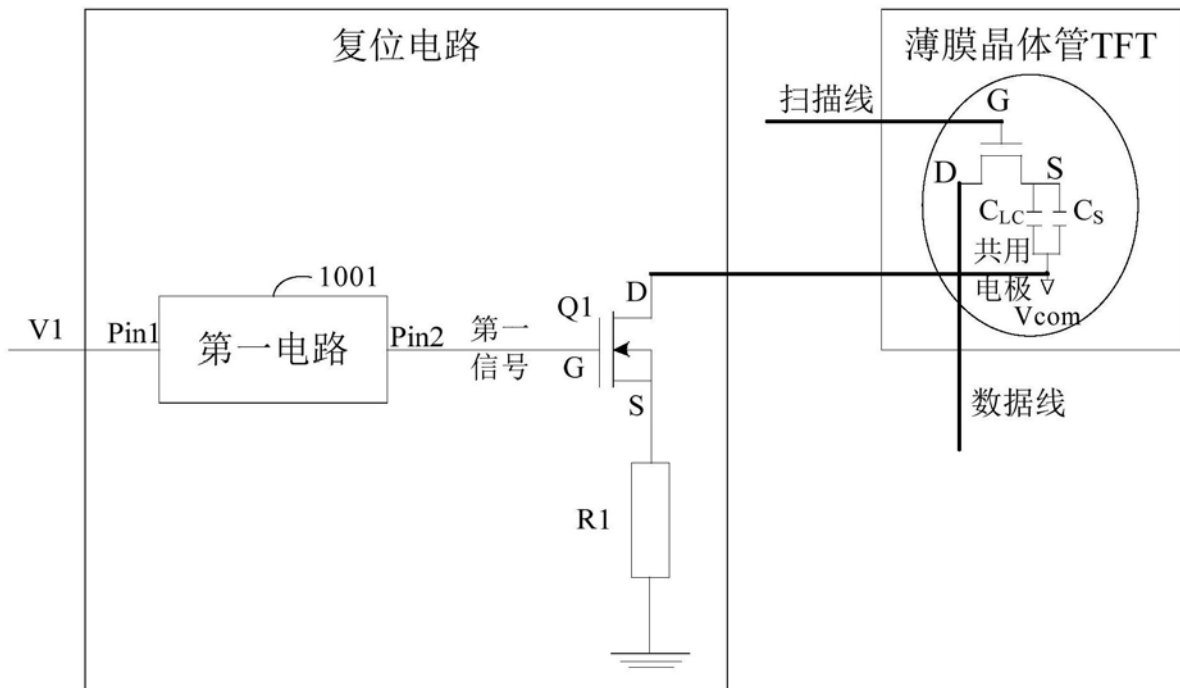 复位电路
薄膜晶体管TFT
扫描线
G
D
S
CLC
CS
共用
电极
Vcom
数据线
1001
V1
Pin1
第一电路
Pin2
第一
信号
Q1
D
G
S
R1